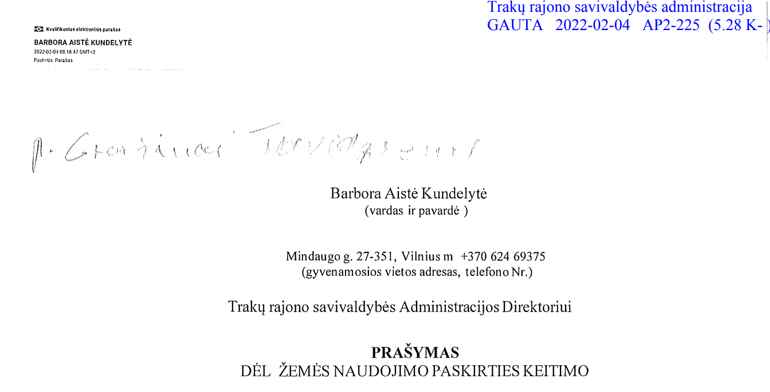 Trakų rajono savivaldybės administracija
GAUTA 2022-02-04 AP2-225 (5.28 K- )
Kvalifikuotas elektroninis parašas
BARBORA AISTĖ KUNDELYTĖ
2022-02-04 08:16:47 GMT+2
Paskirtis: Parašas
p. Gražinai
Barbora Aistė Kundelytė
(vardas ir pavardė )
Mindaugo g. 27-351, Vilnius m +370 624 69375
(gyvenamosios vietos adresas, telefono Nr.)
Trakų rajono savivaldybės Administracijos Direktoriui
PRAŠYMAS
DĖL ŽEMĖS NAUDOJIMO PASKIRTIES KEITIMO